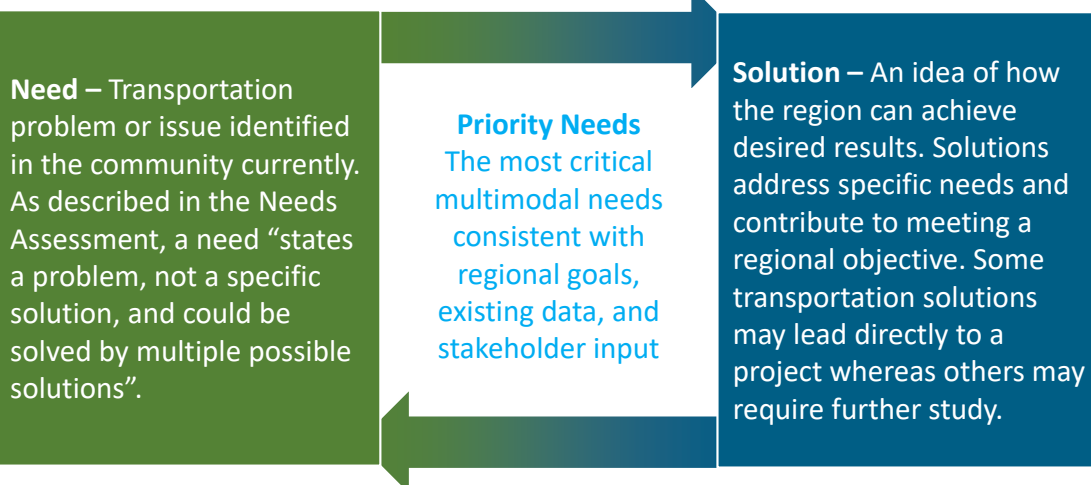 Need – Transportation
problem or issue identified
in the community currently.
As described in the Needs
Assessment, a need “states
a problem, not a specific
solution, and could be
solved by multiple possible
solutions”.
Priority Needs
The most critical
multimodal needs
consistent with
regional goals,
existing data, and
stakeholder input
Solution – An idea of how
the region can achieve
desired results. Solutions
address specific needs and
contribute to meeting a
regional objective. Some
transportation solutions
may lead directly to a
project whereas others may
require further study.